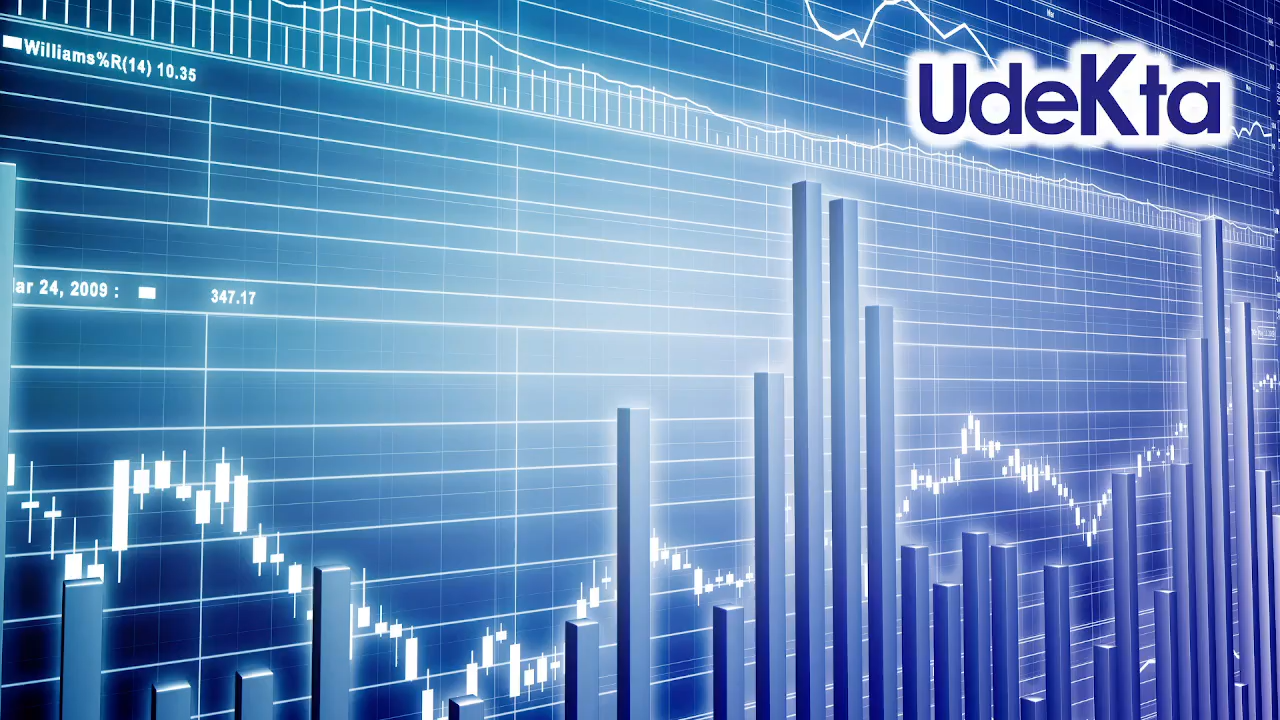 Williams%R(14) 10.35
UdeKta
ar 24, 2009 : 347.17